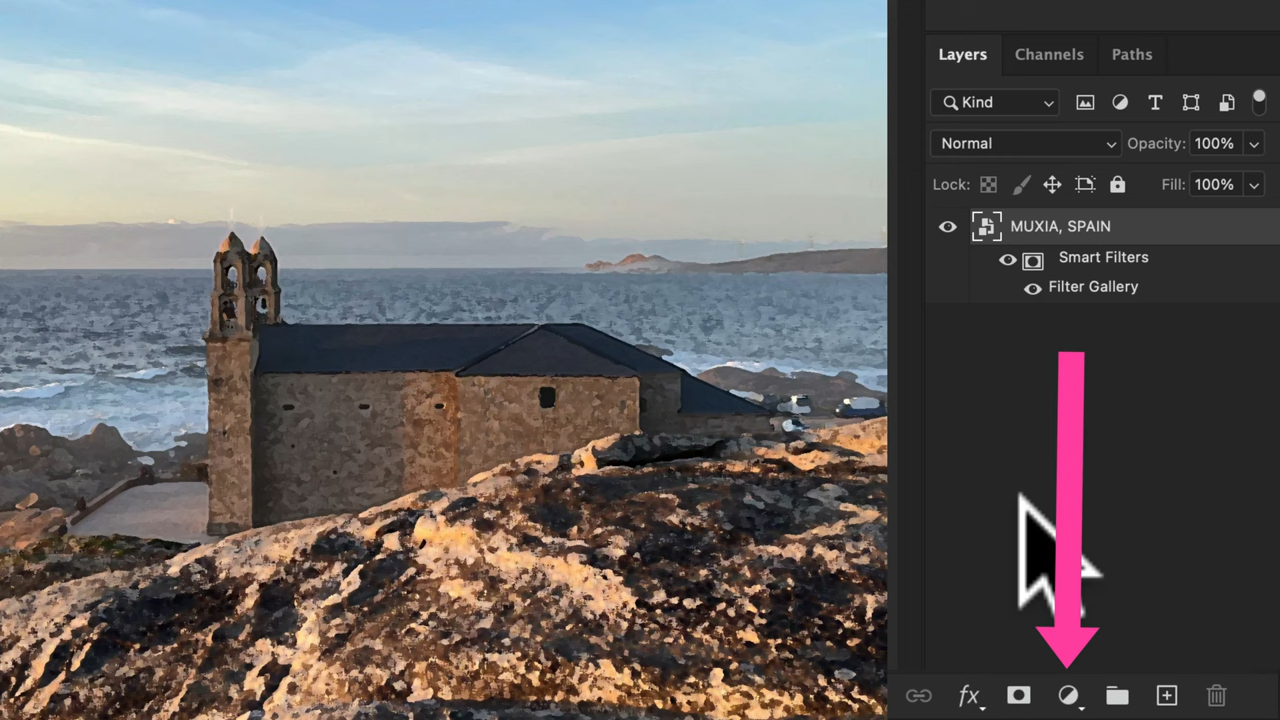 Layers Channels Paths
Kind
Normal Opacity: 100%
Lock: Fill: 100%
MUXIA, SPAIN
Smart Filters
Filter Gallery
fx